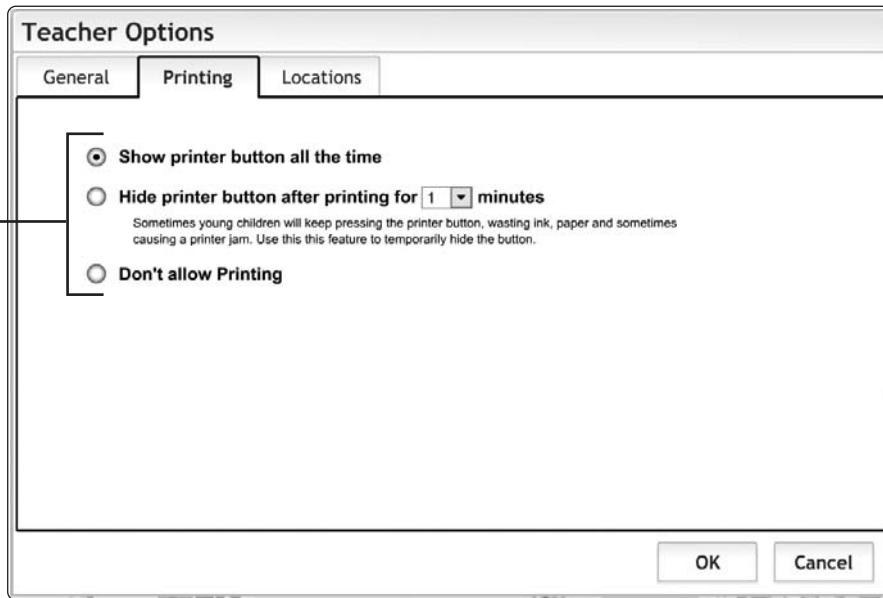 Teacher Options
General Printing Locations
Show printer button all the time
Hide printer button after printing for 1 minutes
Sometimes young children will keep pressing the printer button, wasting ink, paper and sometimes
causing a printer jam. Use this this feature to temporarily hide the button.
Don't allow Printing
OK Cancel